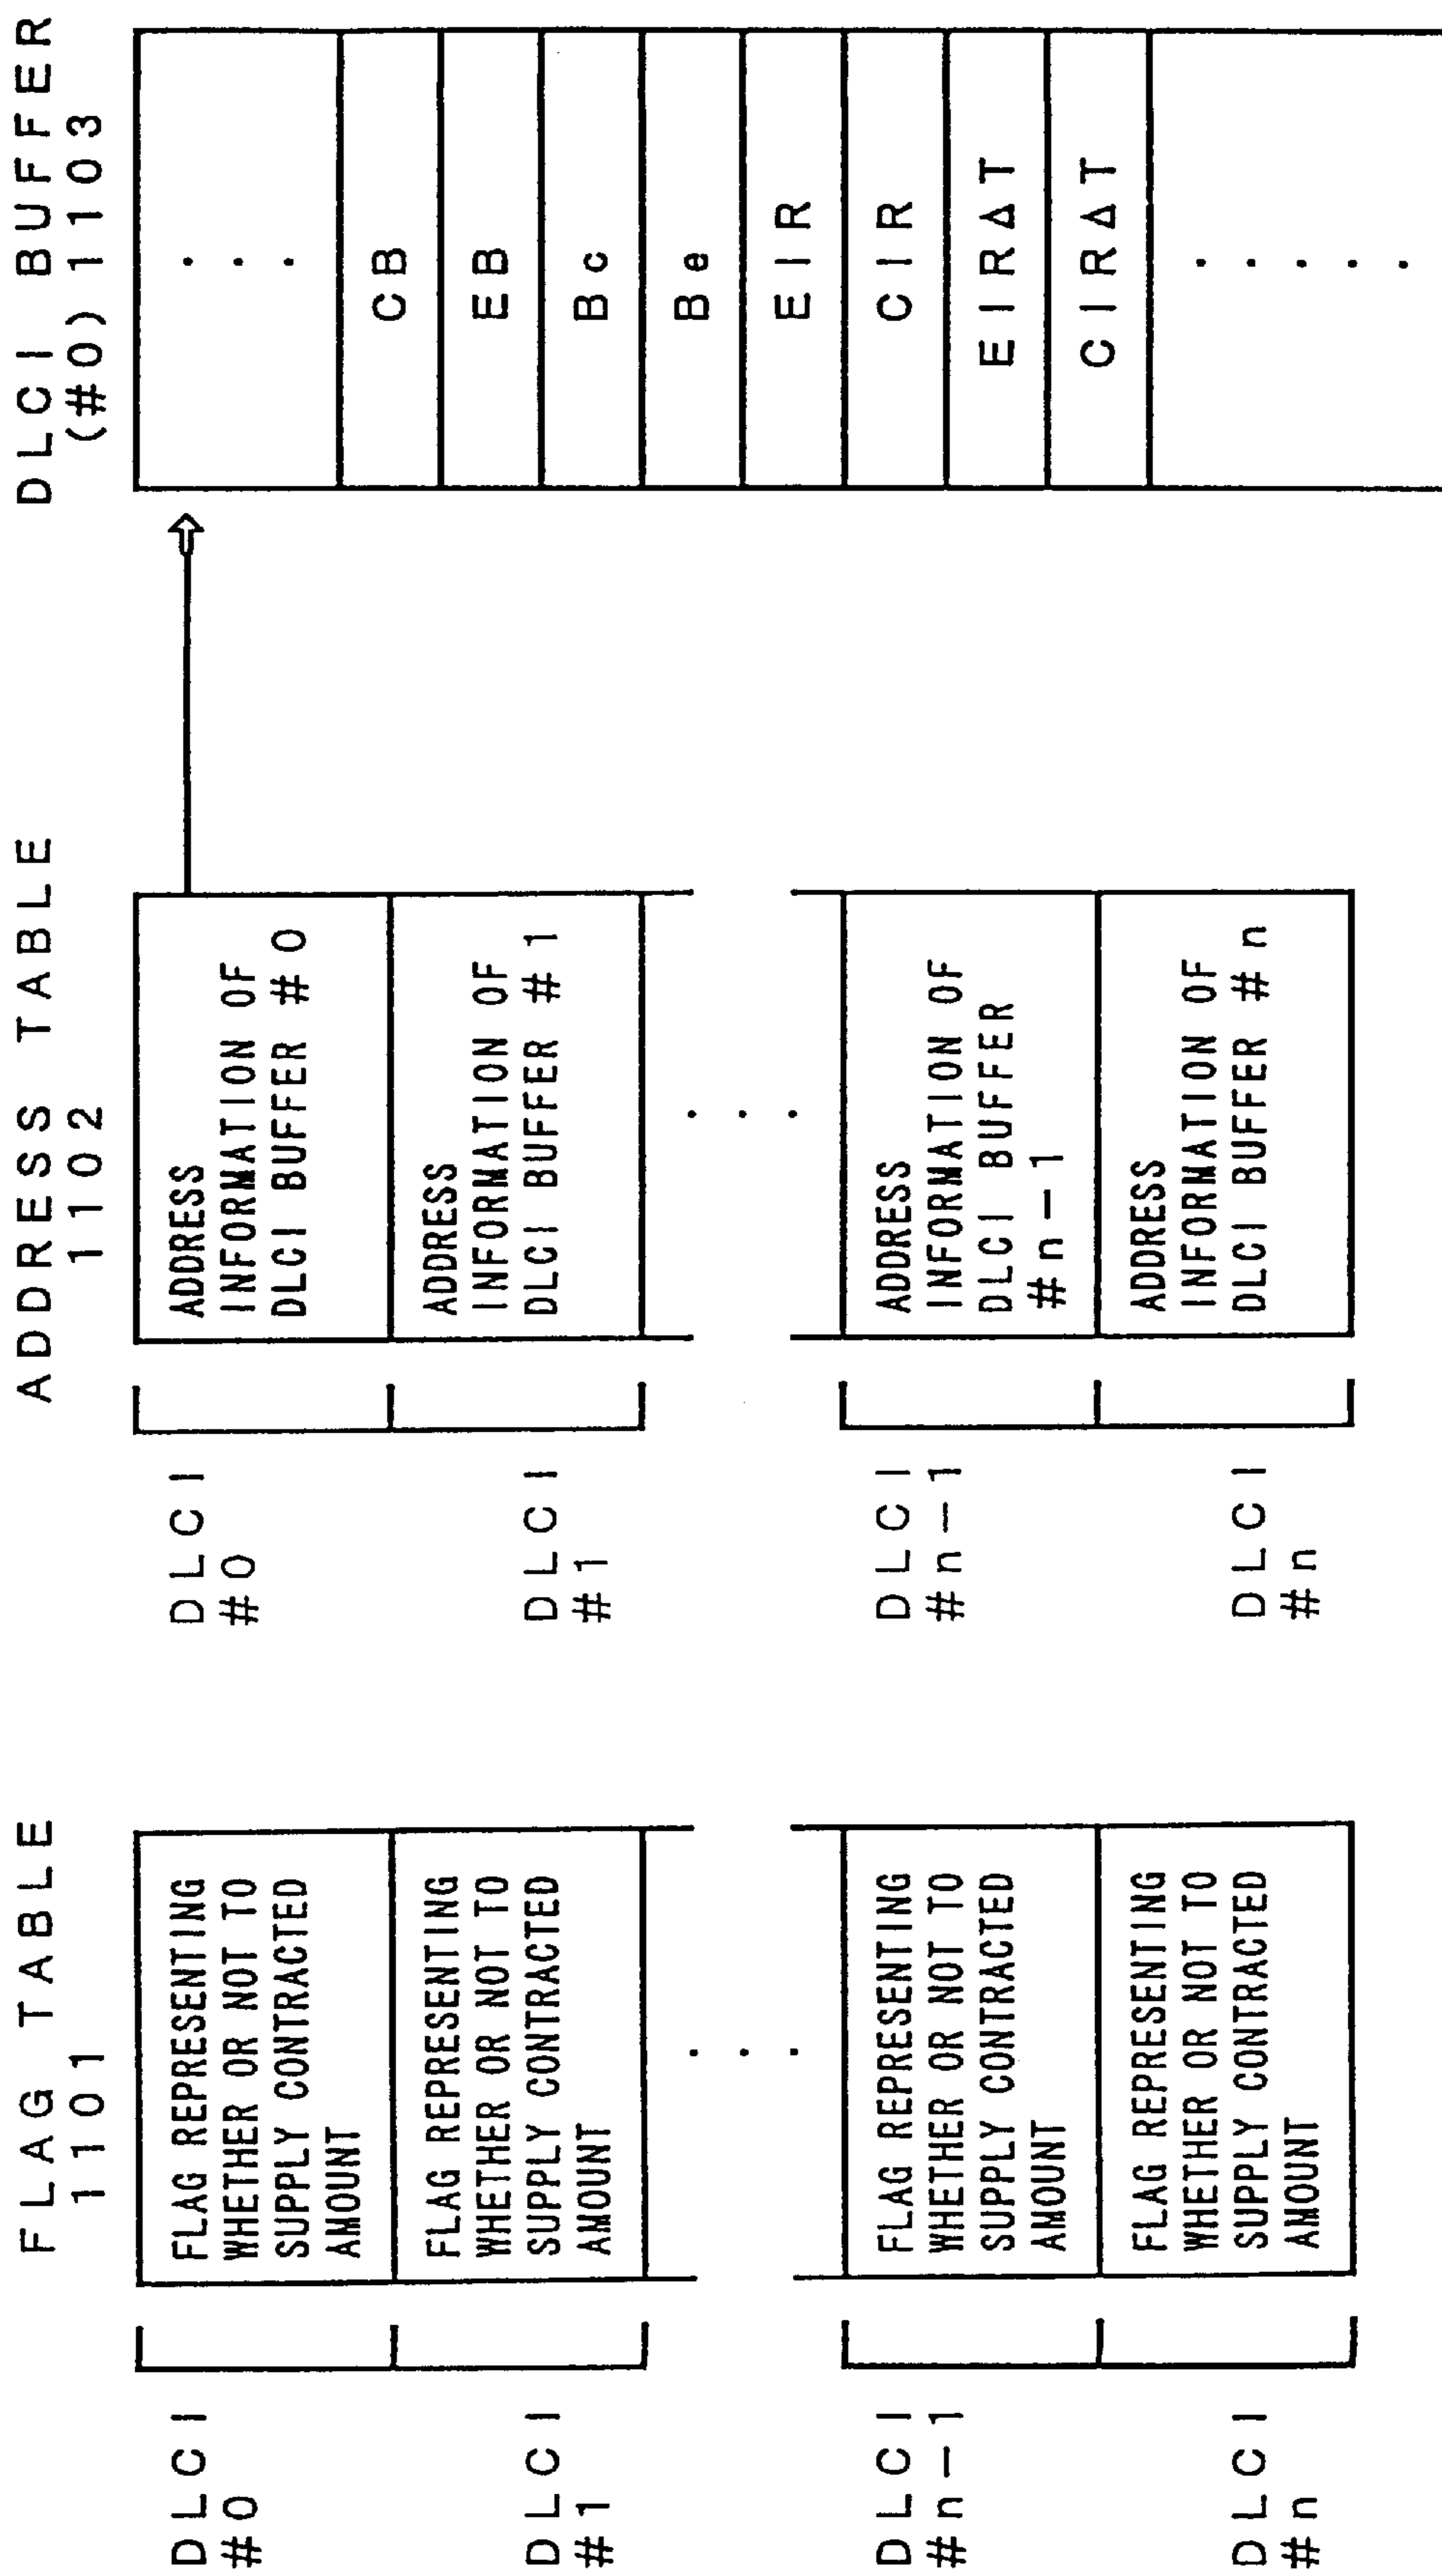 FLAG TABLE
1101
DLCI
#0
FLAG REPRESENTING
WHETHER OR NOT TO
SUPPLY CONTRACTED
AMOUNT
DLCI
#1
FLAG REPRESENTING
WHETHER OR NOT TO
SUPPLY CONTRACTED
AMOUNT
DLCI
#n-1
FLAG REPRESENTING
WHETHER OR NOT TO
SUPPLY CONTRACTED
AMOUNT
DLCI
#n
FLAG REPRESENTING
WHETHER OR NOT TO
SUPPLY CONTRACTED
AMOUNT
ADDRESS TABLE
1102
DLCI
#0
ADDRESS
INFORMATION OF
DLCI BUFFER #0
DLCI
#1
ADDRESS
INFORMATION OF
DLCI BUFFER #1
DLCI
#n-1
ADDRESS
INFORMATION OF
DLCI BUFFER
#n-1
DLCI
#n
ADDRESS
INFORMATION OF
DLCI BUFFER #n
DLCI BUFFER
(#0) 1103
CB
EB
Bc
Be
EIR
CIR
EIRΔT
CIRΔT